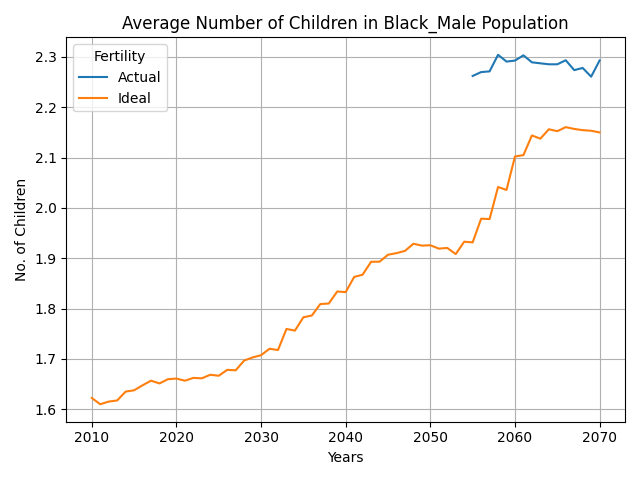 Average Number of Children in Black_Male Population
Fertility
Actual
Ideal
2.3
2.2
2.1
2.0
1.9
1.8
1.7
1.6
No. of Children
2010 2020 2030 2040 2050 2060 2070
Years